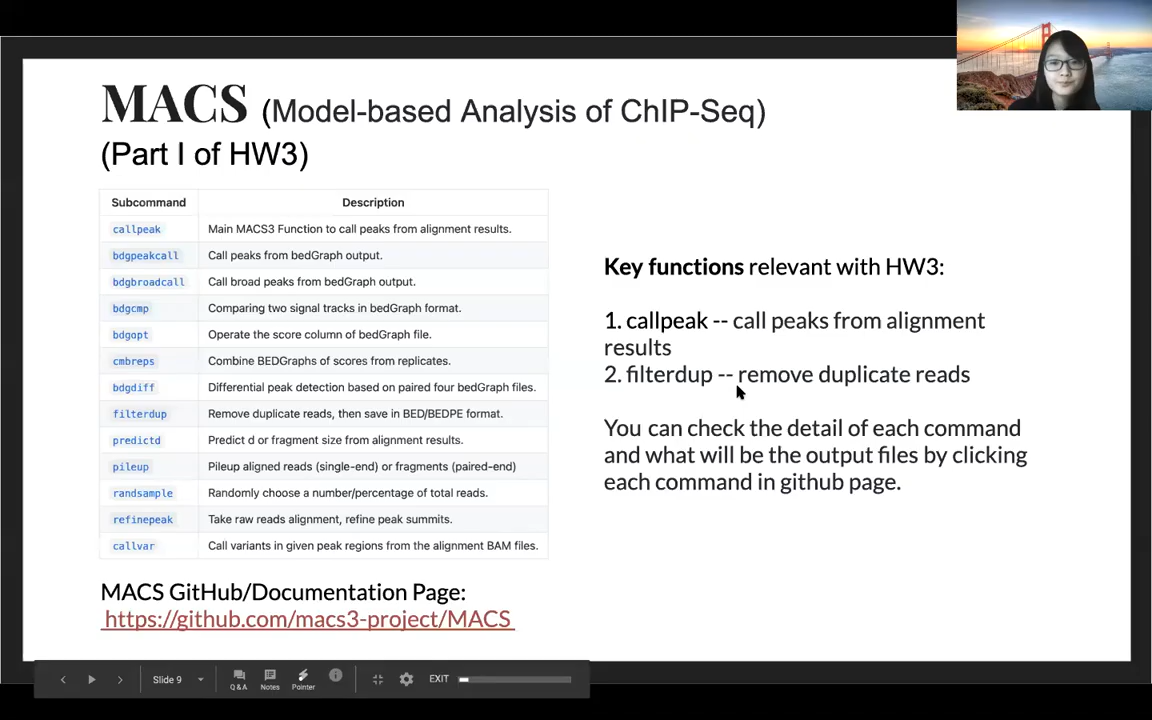 MACS (Model-based Analysis of ChIP-Seq)
(Part I of HW3)
Subcommand Description
callpeak Main MACS3 Function to call peaks from alignment results.
bdgpeakcall Call peaks from bedGraph output.
bdgbroadcall Call broad peaks from bedGraph output.
bdgcmp Comparing two signal tracks in bedGraph format.
bdgopt Operate the score column of bedGraph file.
cmbreps Combine BEDGraphs of scores from replicates.
bdgdiff Differential peak detection based on paired four bedGraph files.
filterdup Remove duplicate reads, then save in BED/BEDPE format.
predictd Predict d or fragment size from alignment results.
pileup Pileup aligned reads (single-end) or fragments (paired-end)
randsample Randomly choose a number/percentage of total reads.
refinepeak Take raw reads alignment, refine peak summits.
callvar Call variants in given peak regions from the alignment BAM files.
MACS GitHub/Documentation Page:
https://github.com/macs3-project/MACS
Key functions relevant with HW3:
1. callpeak -- call peaks from alignment
results
2. filterdup -- remove duplicate reads
You can check the detail of each command
and what will be the output files by clicking
each command in github page.
Slide 9
Q & A
Notes
Pointer
EXIT